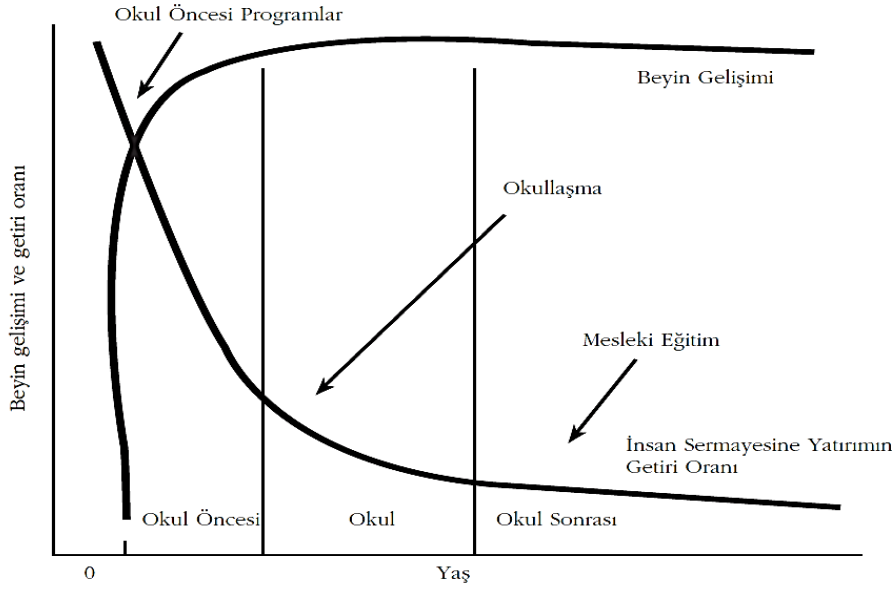 Okul Öncesi Programlar
Beyin Gelişimi
Okullaşma
Mesleki Eğitim
İnsan Sermayesine Yatırımın
Getiri Oranı
Okul Öncesi
Okul
Okul Sonrası
0
Yaş
Beyin gelişimi ve getiri oranı